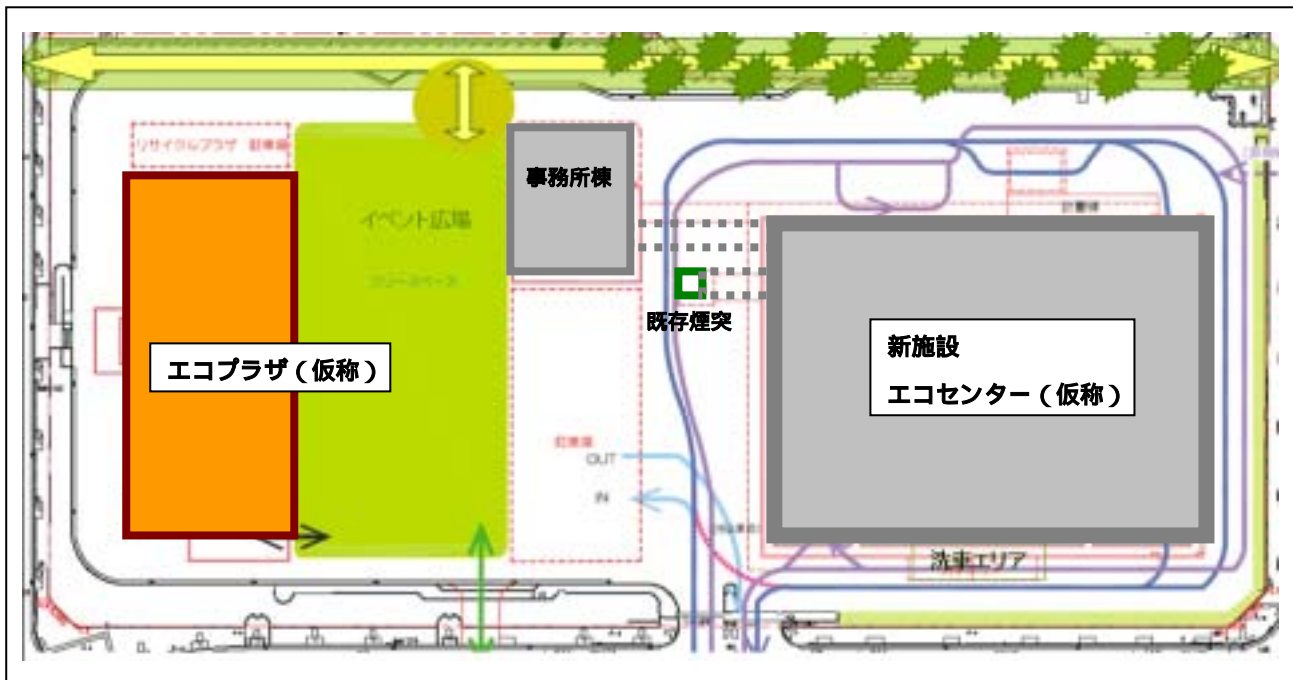 リサイクルプラザ 駐車場
事務所棟
イベント広場
フリースペース
計量棟
既存煙突
エコプラザ（仮称）
新施設
エコセンター（仮称）
駐車場
OUT
IN
洗車エリア